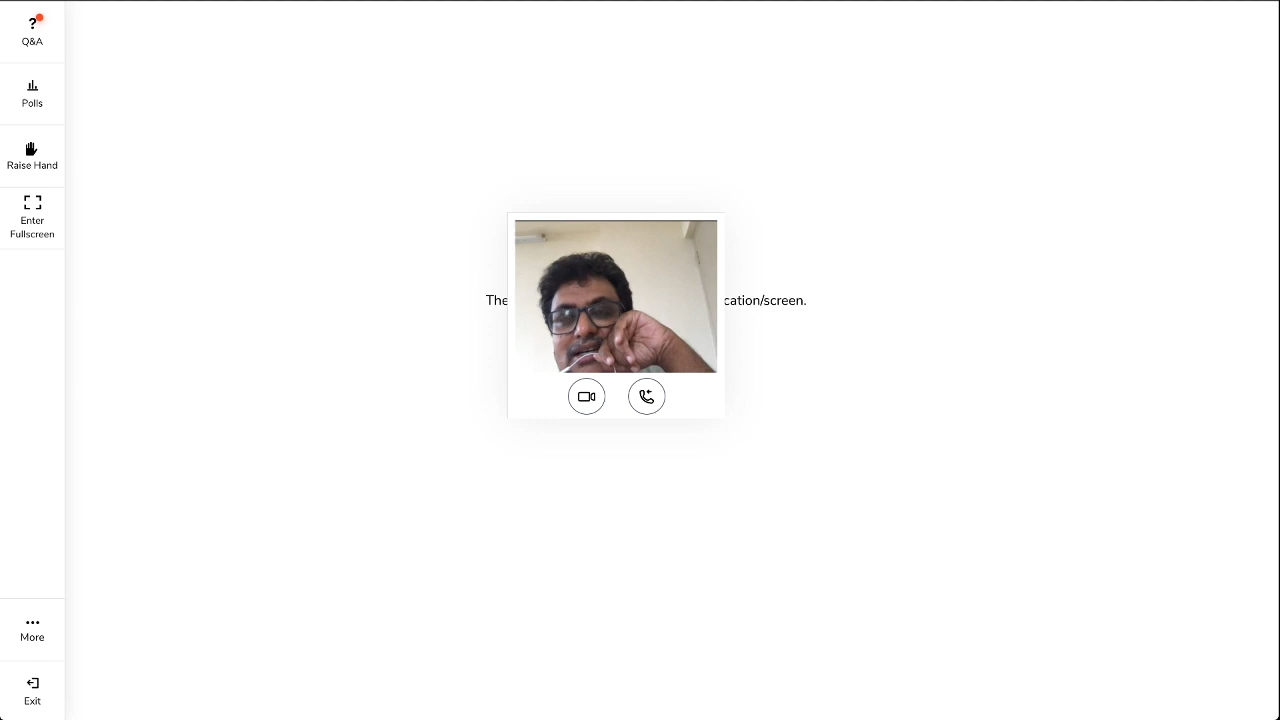 ?
Q&A
Polls
Raise Hand
Enter
Fullscreen
The cation/screen.
More
Exit